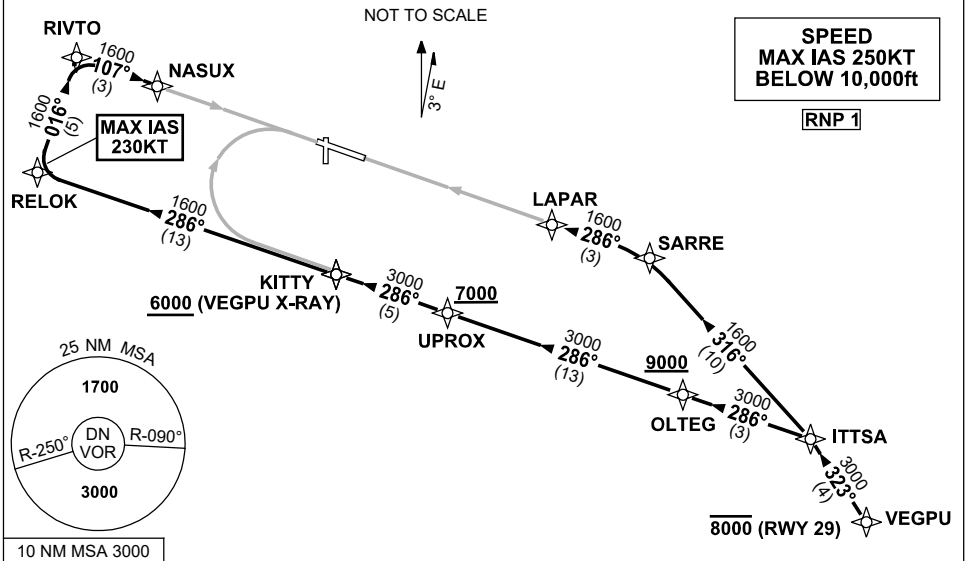 NOT TO SCALE
3° E
SPEED
MAX IAS 250KT
BELOW 10,000ft
RNP 1
RIVTO
1600
107°
(3)
NASUX
1600
016°
(5)
MAX IAS
230KT
RELOK
1600
286°
(13)
LAPAR
1600
286°
(3)
SARRE
KITTY
6000 (VEGPU X-RAY)
3000
286°
(5)
7000
UPROX
1600
316°
(10)
3000
286°
(13)
9000
OLTEG
3000
286°
(3)
ITTSA
3000
323°
(4)
8000 (RWY 29)
VEGPU
25 NM MSA
1700
DN
VOR
R-250°
R-090°
3000
10 NM MSA 3000